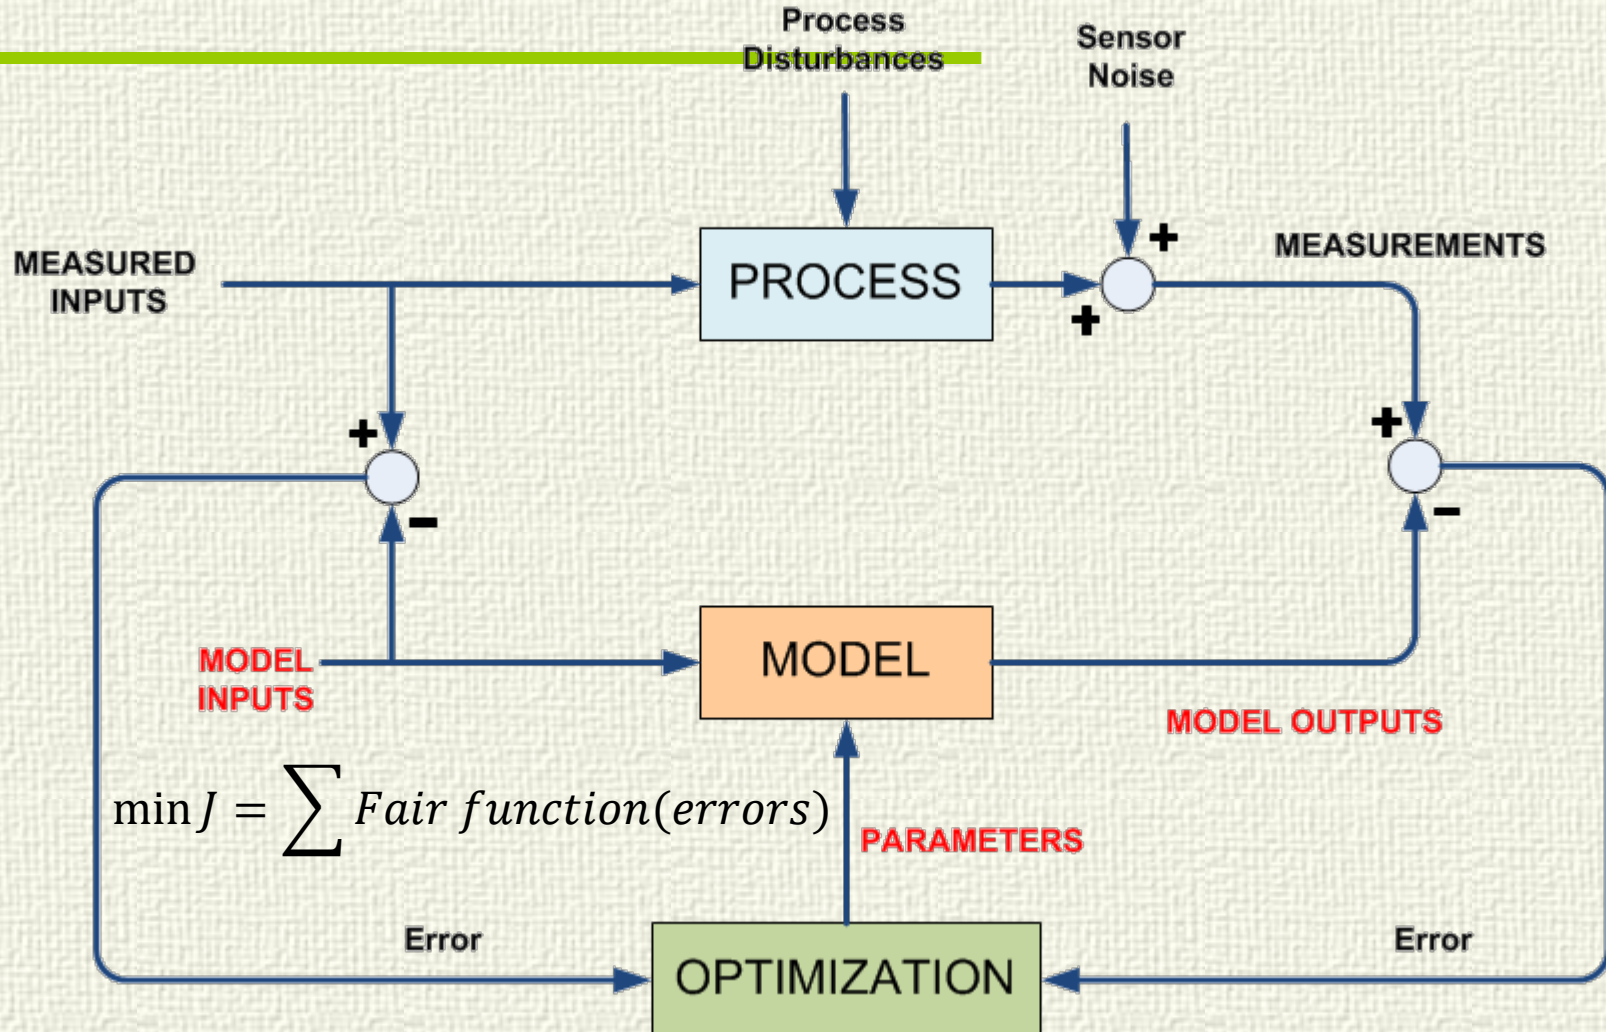 Process
Disturbances
Sensor
Noise
MEASURED
INPUTS
PROCESS
+
+
MEASUREMENTS
+
-
+
-
MODEL
INPUTS
MODEL
MODEL OUTPUTS
min J = ∑ Fair function(errors)
PARAMETERS
Error
OPTIMIZATION
Error